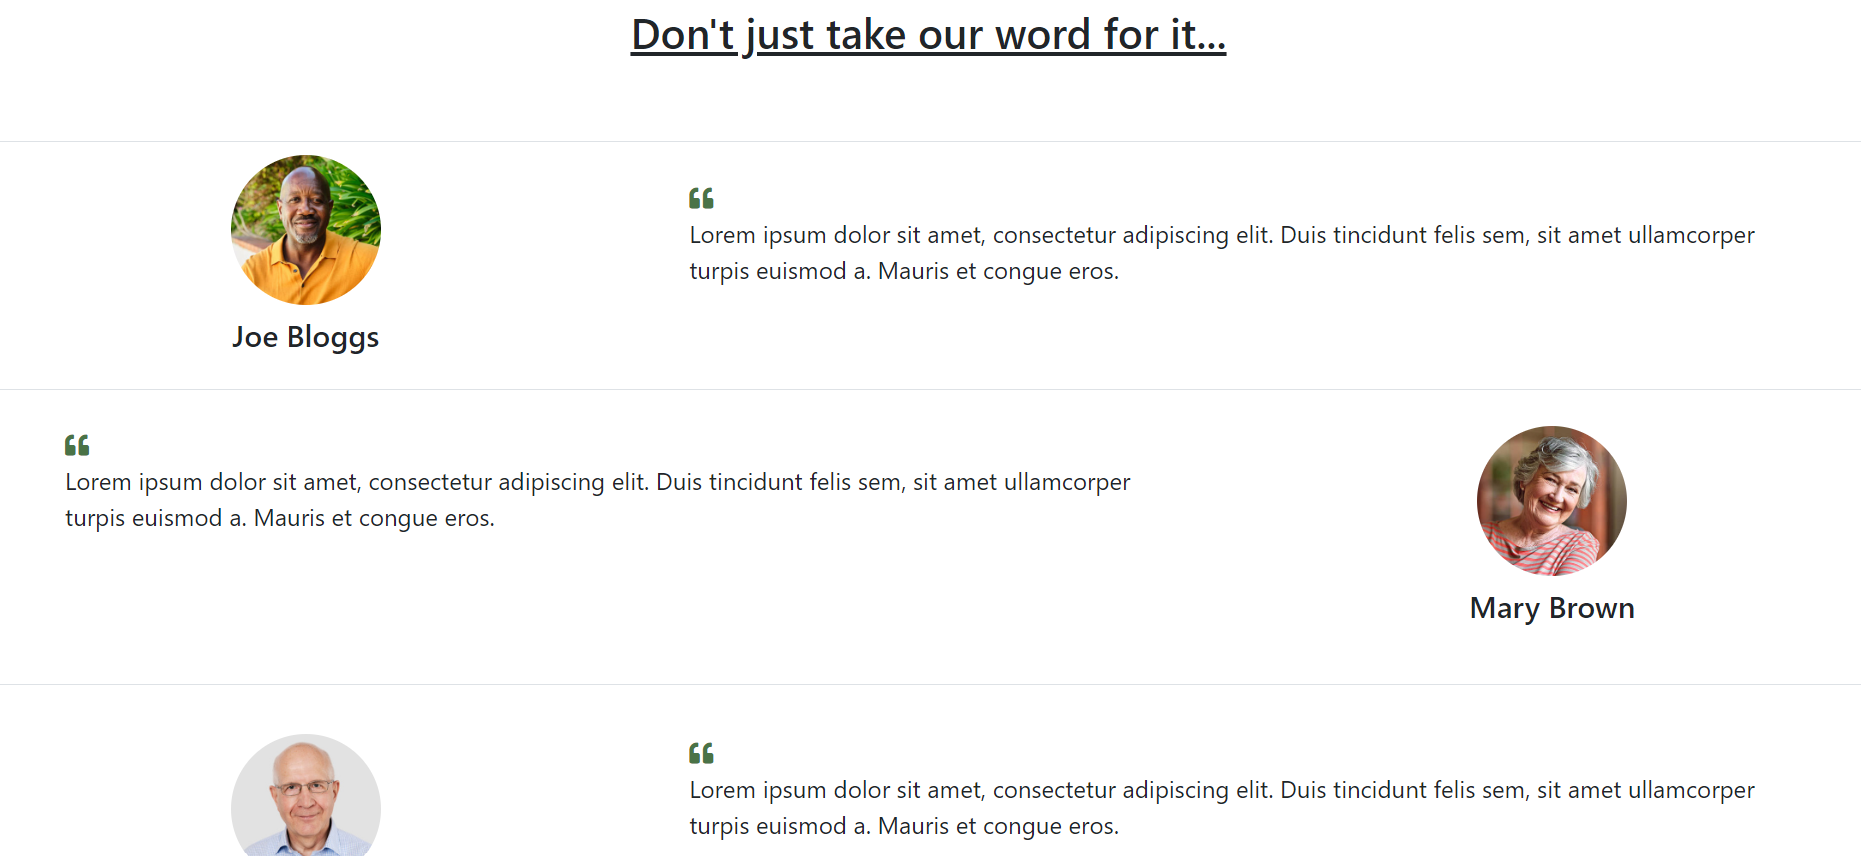 Don't just take our word for it...
Lorem ipsum dolor sit amet, consectetur adipiscing elit. Duis tincidunt felis sem, sit amet ullamcorper
turpis euismod a. Mauris et congue eros.
Joe Bloggs
Lorem ipsum dolor sit amet, consectetur adipiscing elit. Duis tincidunt felis sem, sit amet ullamcorper
turpis euismod a. Mauris et congue eros.
Mary Brown
Lorem ipsum dolor sit amet, consectetur adipiscing elit. Duis tincidunt felis sem, sit amet ullamcorper
turpis euismod a. Mauris et congue eros.